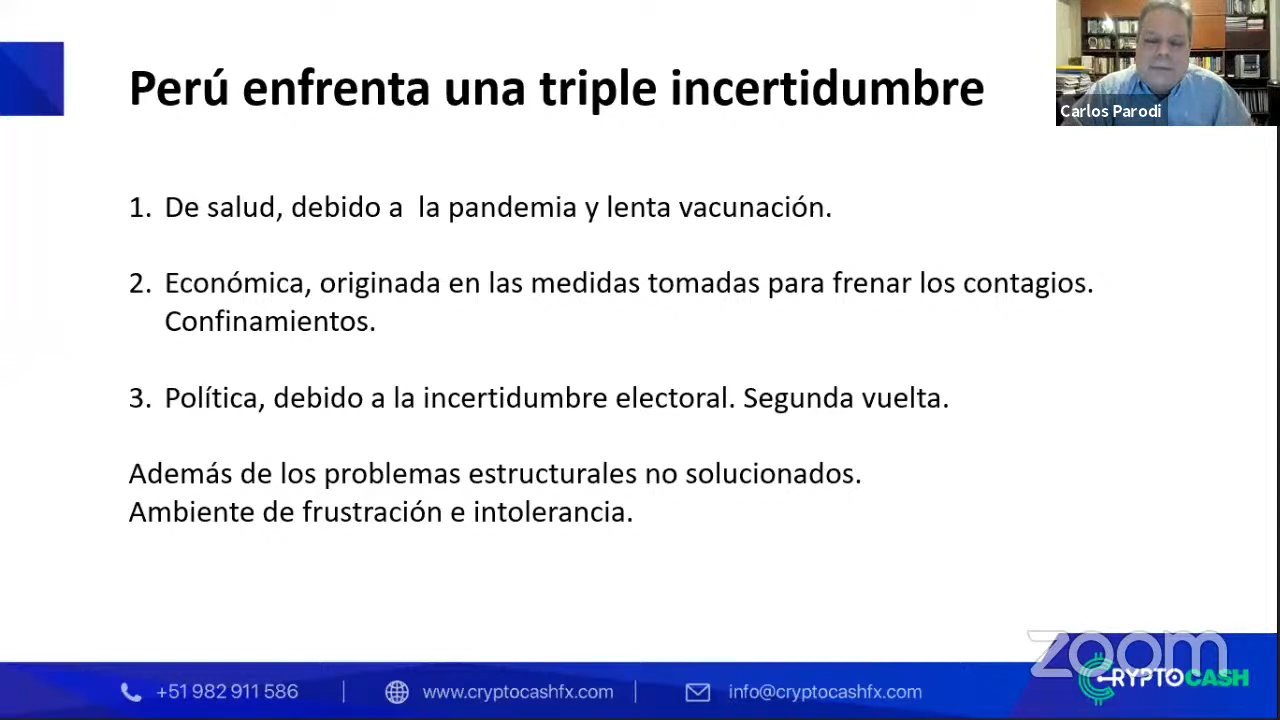 Perú enfrenta una triple incertidumbre
Carlos Parodi
1. De salud, debido a la pandemia y lenta vacunación.
2. Económica, originada en las medidas tomadas para frenar los contagios.
Confinamientos.
3. Política, debido a la incertidumbre electoral. Segunda vuelta.
Además de los problemas estructurales no solucionados.
Ambiente de frustración e intolerancia.
zoom
+51 982 911 586 | www.cryptocashfx.com | info@cryptocashfx.com
CRYPTOCASH